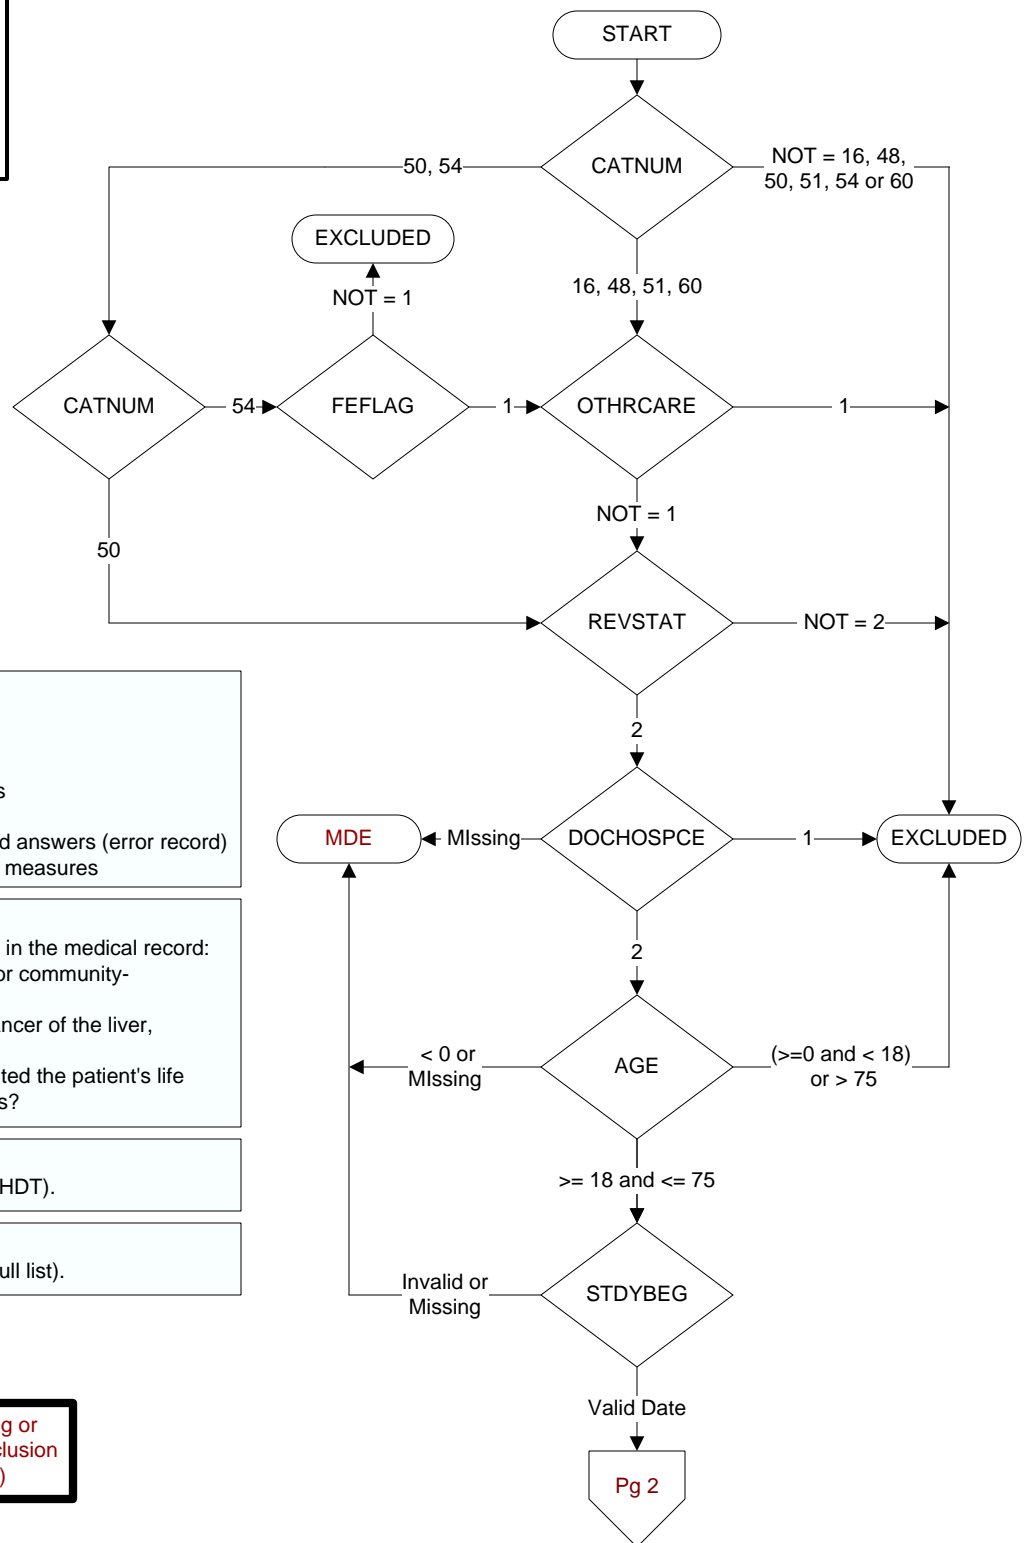 START
CATNUM
50, 54
NOT = 16, 48,
50, 51, 54 or 60
EXCLUDED
NOT = 1
16, 48, 51, 60
CATNUM
54
FEFLAG
1
OTHRCARE
1
NOT = 1
50
REVSTAT
NOT = 2
2
s
d answers (error record)
measures
MDE
MIssing
DOCHOSPCE
1
EXCLUDED
2
in the medical record:
or community-
ancer of the liver,
ted the patient's life
s?
< 0 or
MIssing
AGE
(>=0 and < 18)
or > 75
>= 18 and <= 75
HDT).
ull list).
Invalid or
Missing
STDYBEG
Valid Date
g or
clusion
)
Pg 2